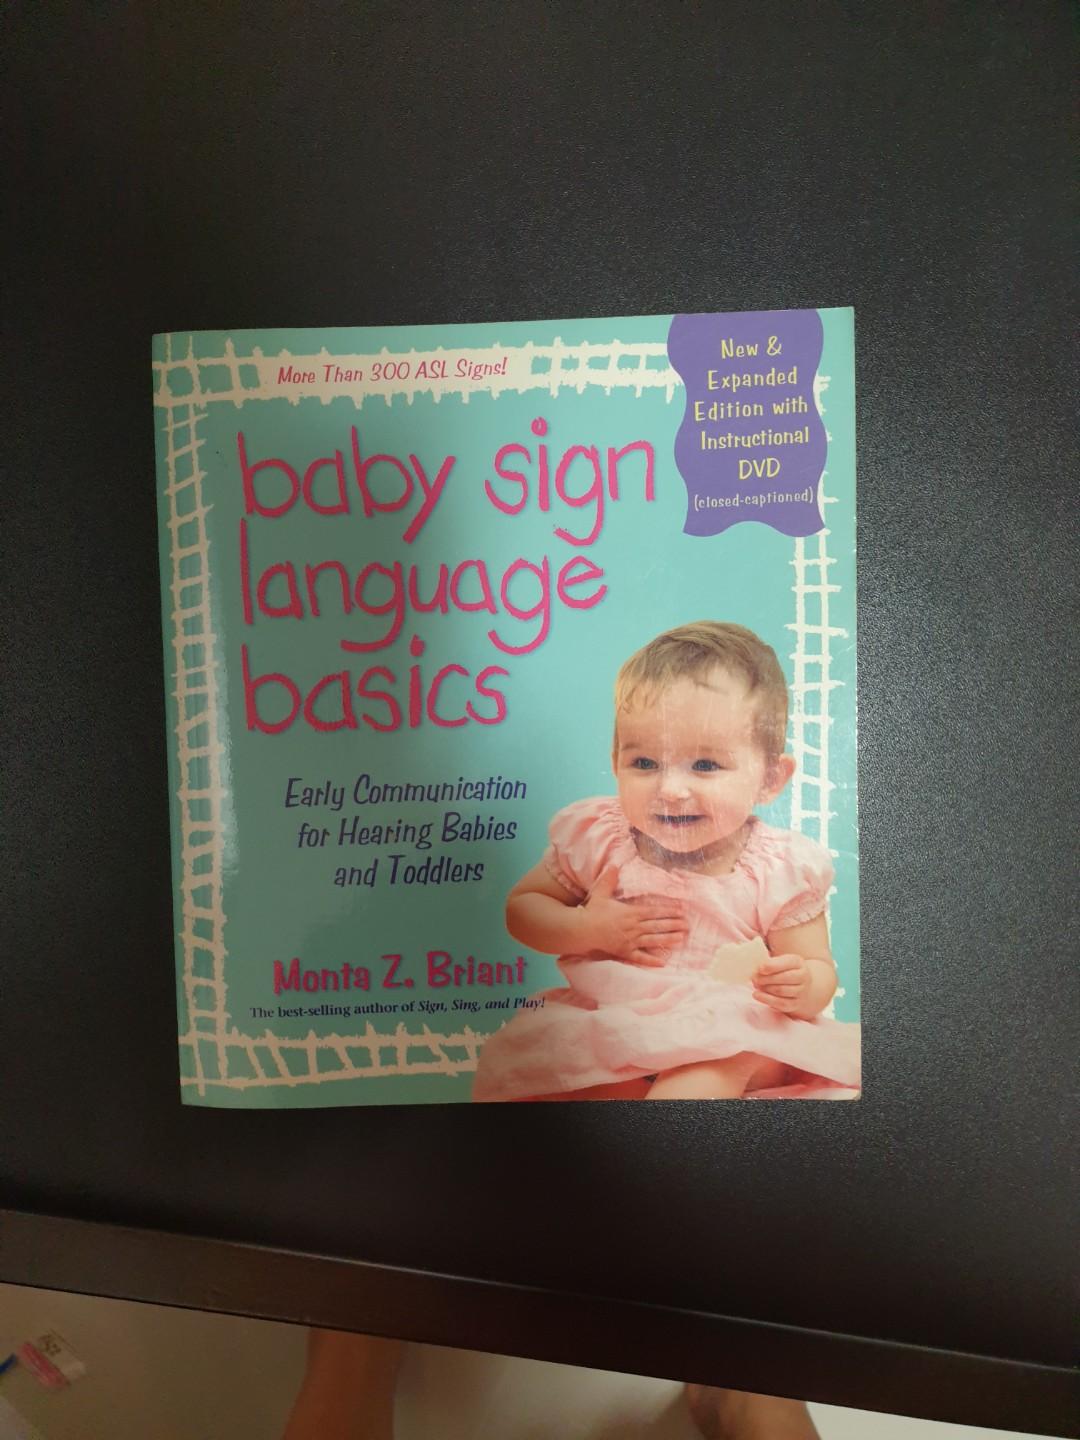 More Than 300 ASL Signs!
New &
Expanded
Edition with
Instructional
DVD
(closed-captioned)
baby sign
language
basics
Early Communication
for Hearing Babies
and Toddlers
Monta Z. Briant
The best-selling author of Sign, Sing, and Play!